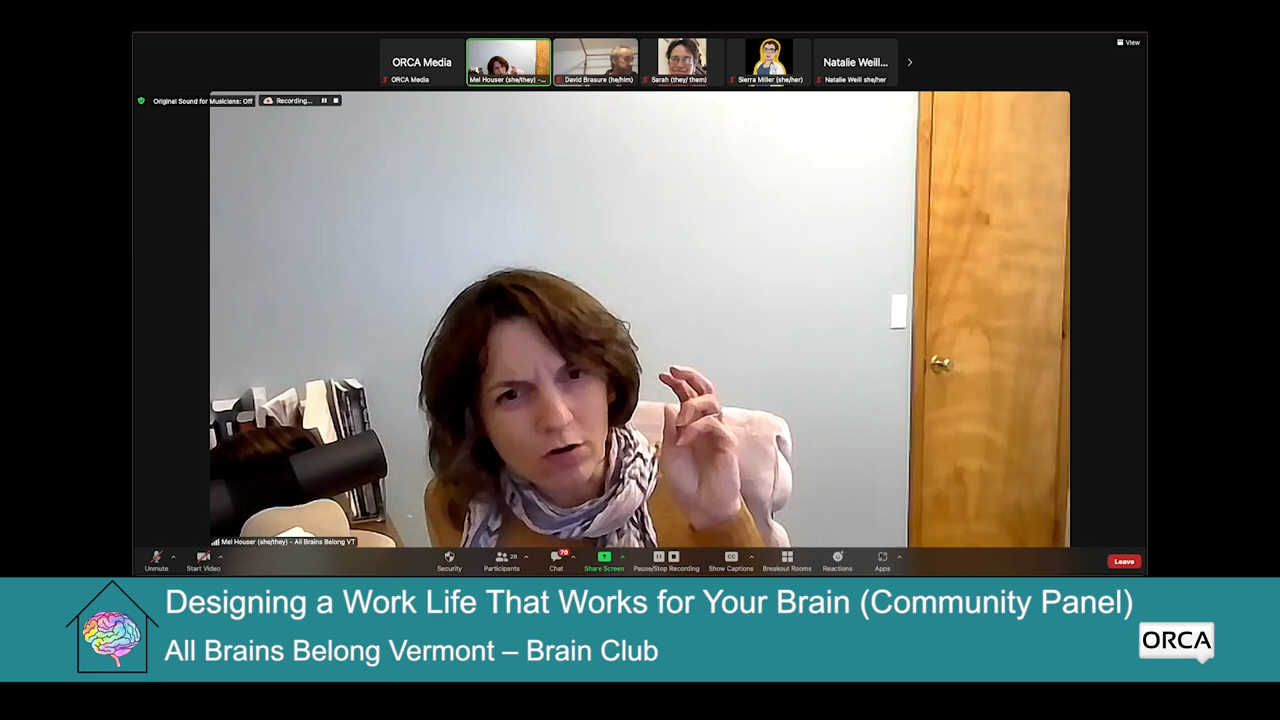 View
ORCA Media
Natalie Weill...
ORCA Media
Mel Houser (she/they) -...
David Brasure (he/him)
Sarah (they/ them)
Sierra Miller (she/her)
Natalie Weill she/her
Original Sound for Musicians: Off
Recording...
Mel Houser (she/they) - All Brains Belong VT
28
70
CC
Unmute
Start Video
Security
Participants
Chat
Share Screen
Pause/Stop Recording
Show Captions
Breakout Rooms
Reactions
Apps
Leave
Designing a Work Life That Works for Your Brain (Community Panel)
All Brains Belong Vermont – Brain Club
ORCA